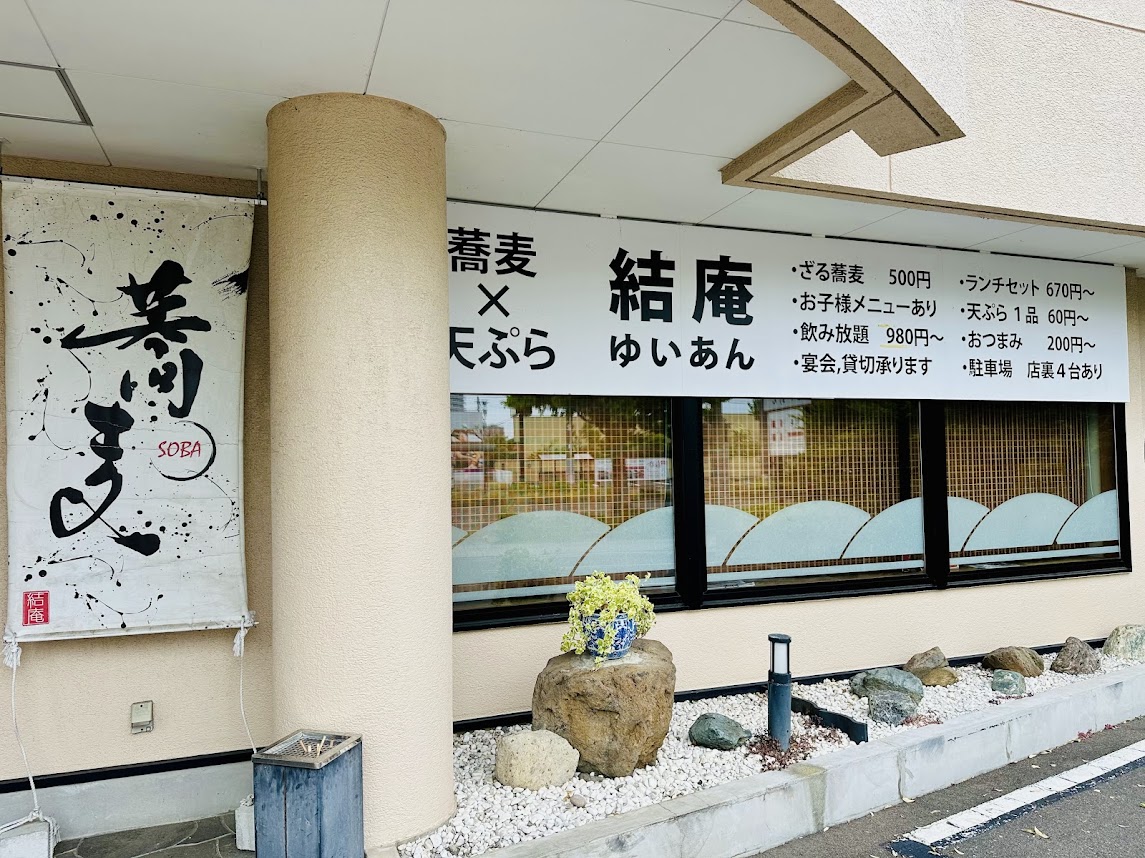 蕎麦
SOBA
結庵
蕎麦
×
天ぷら
結庵
ゆいあん
・ざる蕎麦 500円
・お子様メニューあり
・飲み放題 980円～
・宴会,貸切承ります
・ランチセット 670円～
・天ぷら1品 60円～
・おつまみ 200円～
・駐車場 店裏4台あり